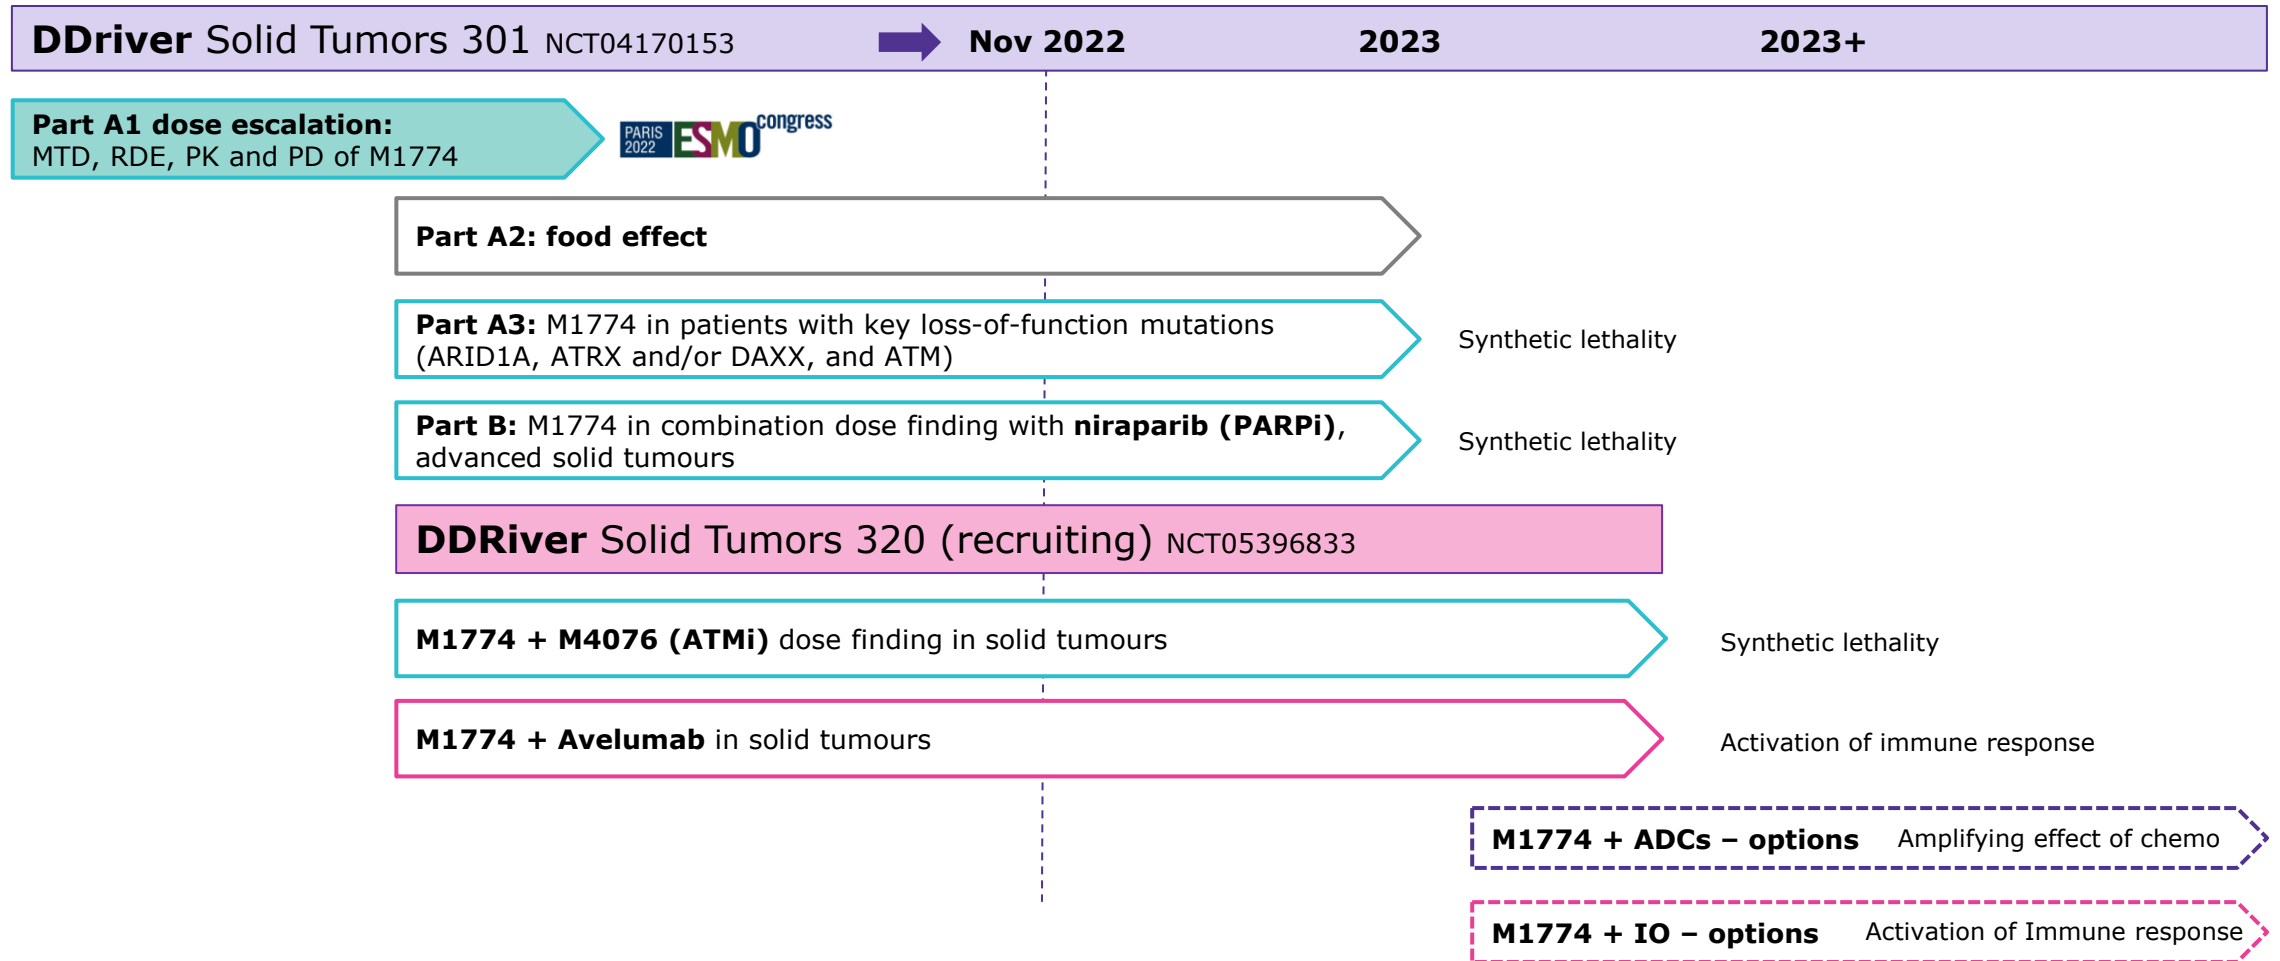 DDriver Solid Tumors 301 NCT04170153 Nov 2022 2023 2023+
Part A1 dose escalation:
MTD, RDE, PK and PD of M1774
PARIS
2022
ESMO
congress
Part A2: food effect
Part A3: M1774 in patients with key loss-of-function mutations
(ARID1A, ATRX and/or DAXX, and ATM)
Synthetic lethality
Part B: M1774 in combination dose finding with niraparib (PARPi),
advanced solid tumours
Synthetic lethality
DDRiver Solid Tumors 320 (recruiting) NCT05396833
M1774 + M4076 (ATMi) dose finding in solid tumours
Synthetic lethality
M1774 + Avelumab in solid tumours
Activation of immune response
M1774 + ADCs – options Amplifying effect of chemo
M1774 + IO – options Activation of Immune response